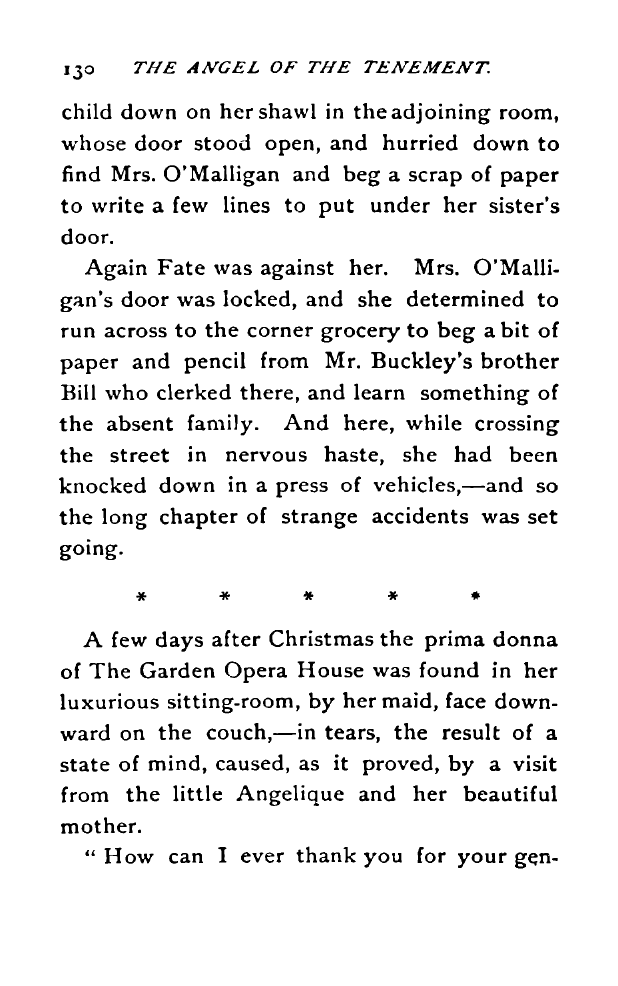 130 THE ANGEL OF THE TENEMENT.
child down on her shawl in the adjoining room,
whose door stood open, and hurried down to
find Mrs. O'Malligan and beg a scrap of paper
to write a few lines to put under her sister's
door.
Again Fate was against her. Mrs. O'Malli-
gan's door was locked, and she determined to
run across to the corner grocery to beg a bit of
paper and pencil from Mr. Buckley's brother
Bill who clerked there, and learn something of
the absent family. And here, while crossing
the street in nervous haste, she had been
knocked down in a press of vehicles,—and so
the long chapter of strange accidents was set
going.
* * * * *
A few days after Christmas the prima donna
of The Garden Opera House was found in her
luxurious sitting-room, by her maid, face down-
ward on the couch,—in tears, the result of a
state of mind, caused, as it proved, by a visit
from the little Angelique and her beautiful
mother.
" How can I ever thank you for your gen-